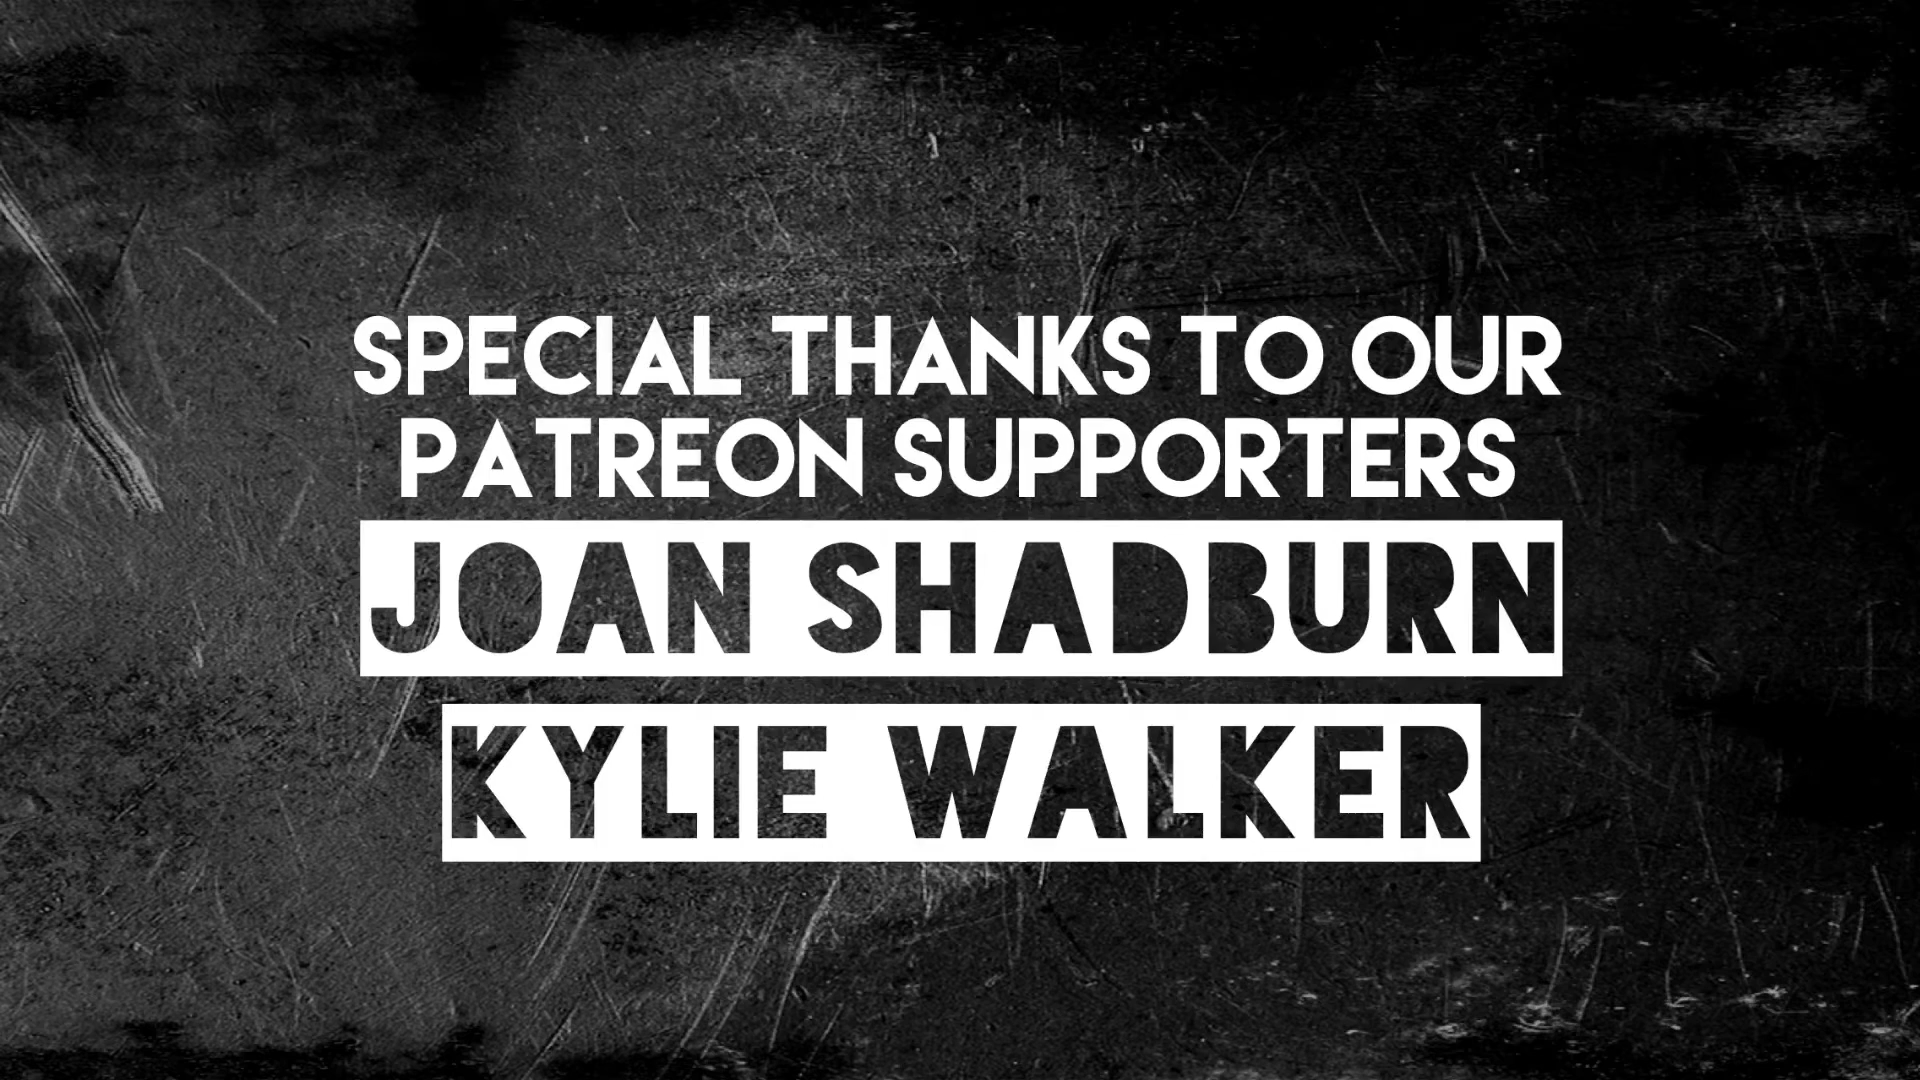 SPECIAL THANKS TO OUR
PATREON SUPPORTERS
JOAN SHADBURN
KYLIE WALKER